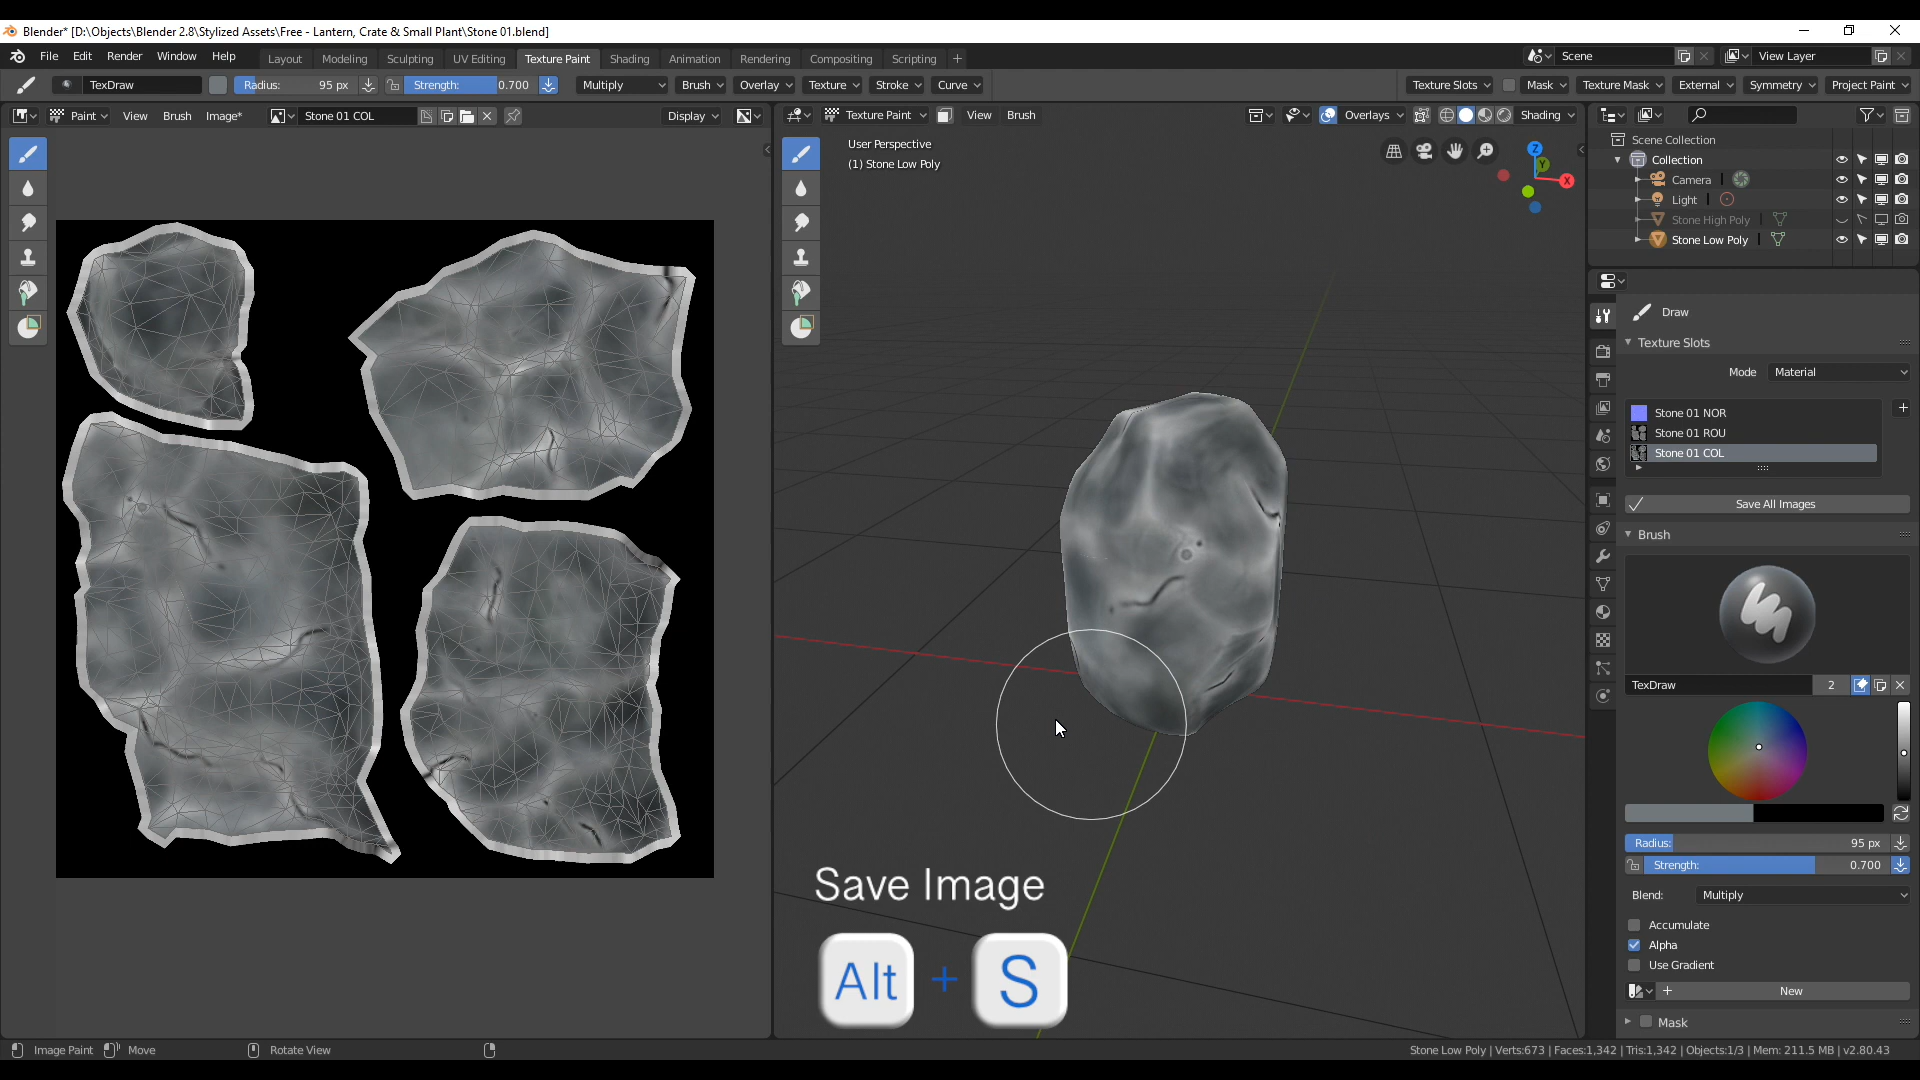 Blender* [D:\Objects\Blender 2.8\Stylized Assets\Free - Lantern, Crate & Small Plant\Stone 01.blend]
File Edit Render Window Help Layout Modeling Sculpting UV Editing Texture Paint Shading Animation Rendering Compositing Scripting + Scene View Layer
TexDraw Radius: 95 px Strength: 0.700 Multiply Brush Overlay Texture Stroke Curve Texture Slots Mask Texture Mask External Symmetry Project Paint
Paint View Brush Image* Stone 01 COL Display Texture Paint View Brush Overlays Shading
User Perspective
(1) Stone Low Poly
Z
Y
X
Scene Collection
Collection
Camera
Light
Stone High Poly
Stone Low Poly
Draw
Texture Slots
Mode Material
Stone 01 NOR
Stone 01 ROU
Stone 01 COL
Save All Images
Brush
TexDraw 2
Radius: 95 px
Strength: 0.700
Blend: Multiply
Accumulate
Alpha
Use Gradient
+ New
Mask
Save Image
Alt + S
Image Paint Move Rotate View Stone Low Poly | Verts:673 | Faces:1,342 | Tris:1,342 | Objects:1/3 | Mem: 211.5 MB | v2.80.43